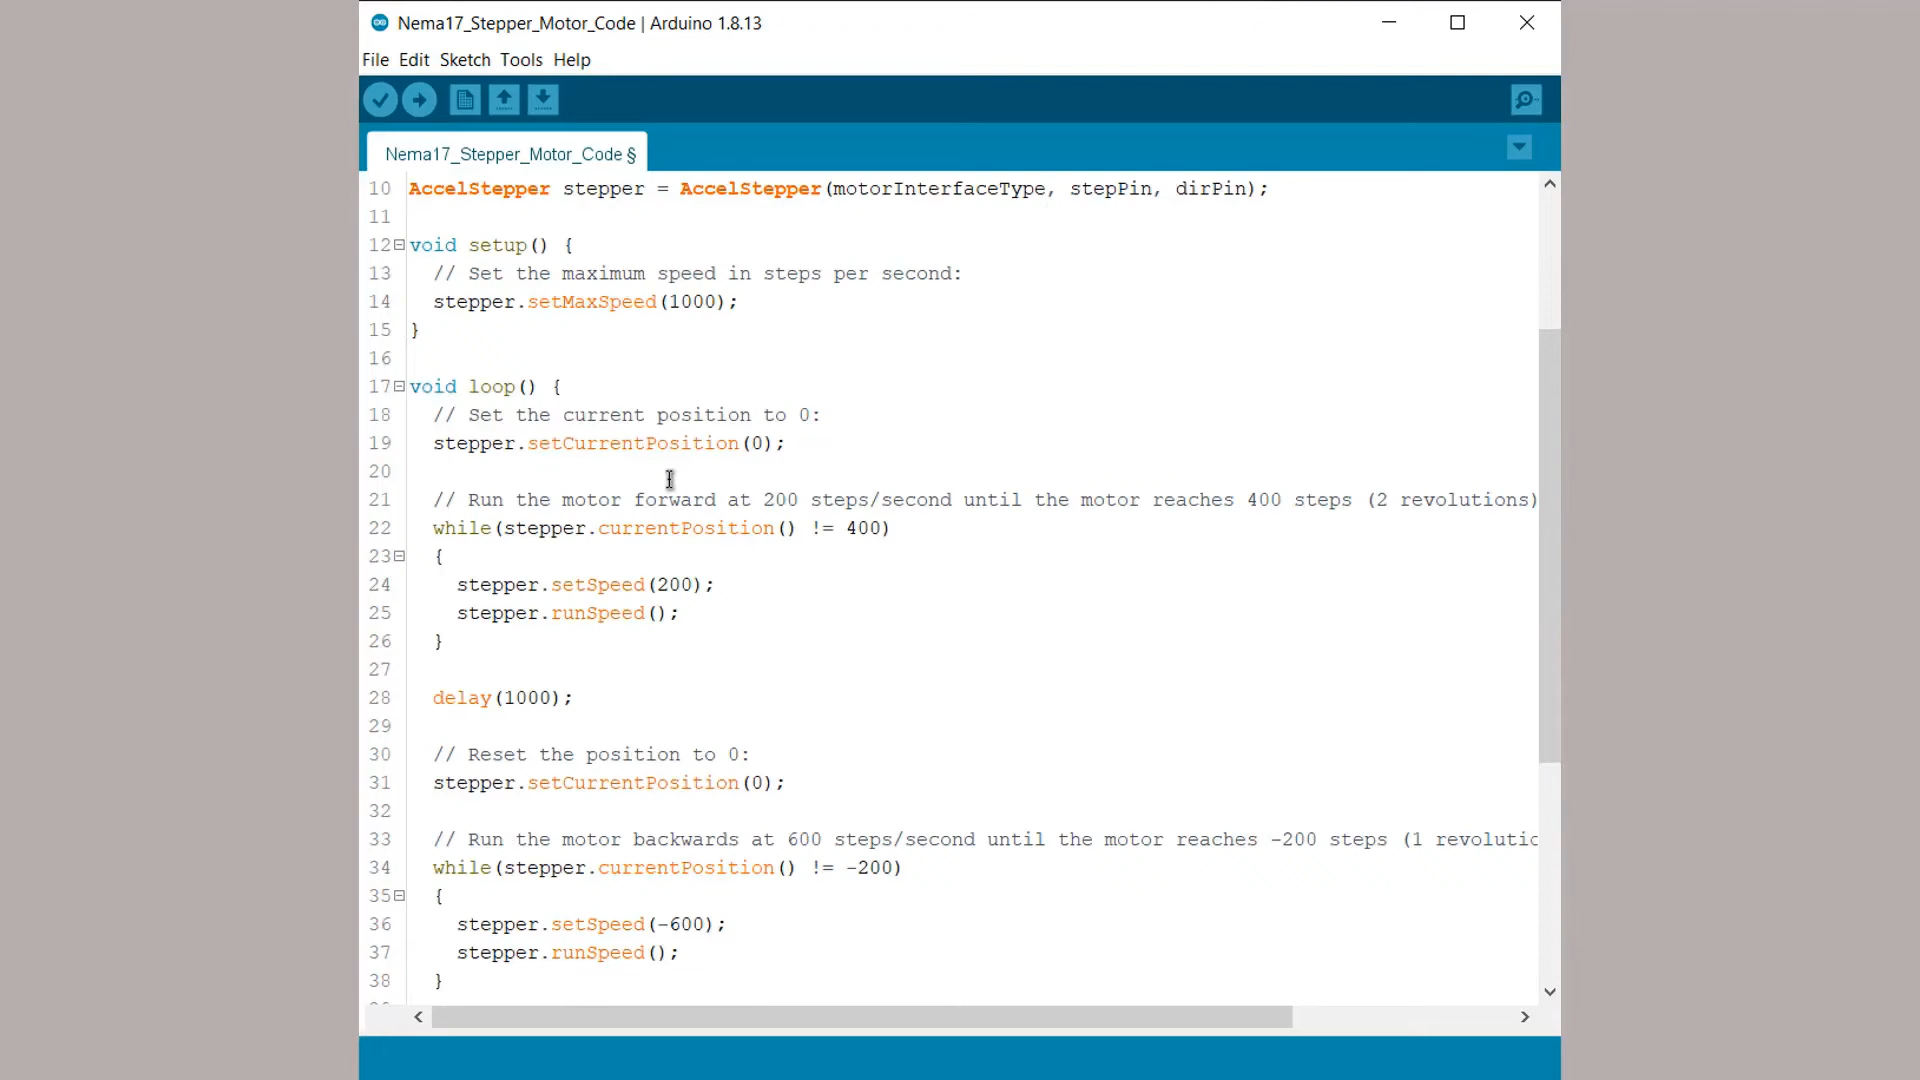 Nema17_Stepper_Motor_Code | Arduino 1.8.13
File Edit Sketch Tools Help
Nema17_Stepper_Motor_Code §
10 AccelStepper stepper = AccelStepper(motorInterfaceType, stepPin, dirPin);
11
12 void setup() {
13   // Set the maximum speed in steps per second:
14   stepper.setMaxSpeed(1000);
15 }
16
17 void loop() {
18   // Set the current position to 0:
19   stepper.setCurrentPosition(0);
20
21   // Run the motor forward at 200 steps/second until the motor reaches 400 steps (2 revolutions)
22   while(stepper.currentPosition() != 400)
23   {
24     stepper.setSpeed(200);
25     stepper.runSpeed();
26   }
27
28   delay(1000);
29
30   // Reset the position to 0:
31   stepper.setCurrentPosition(0);
32
33   // Run the motor backwards at 600 steps/second until the motor reaches -200 steps (1 revolutio
34   while(stepper.currentPosition() != -200)
35   {
36     stepper.setSpeed(-600);
37     stepper.runSpeed();
38   }